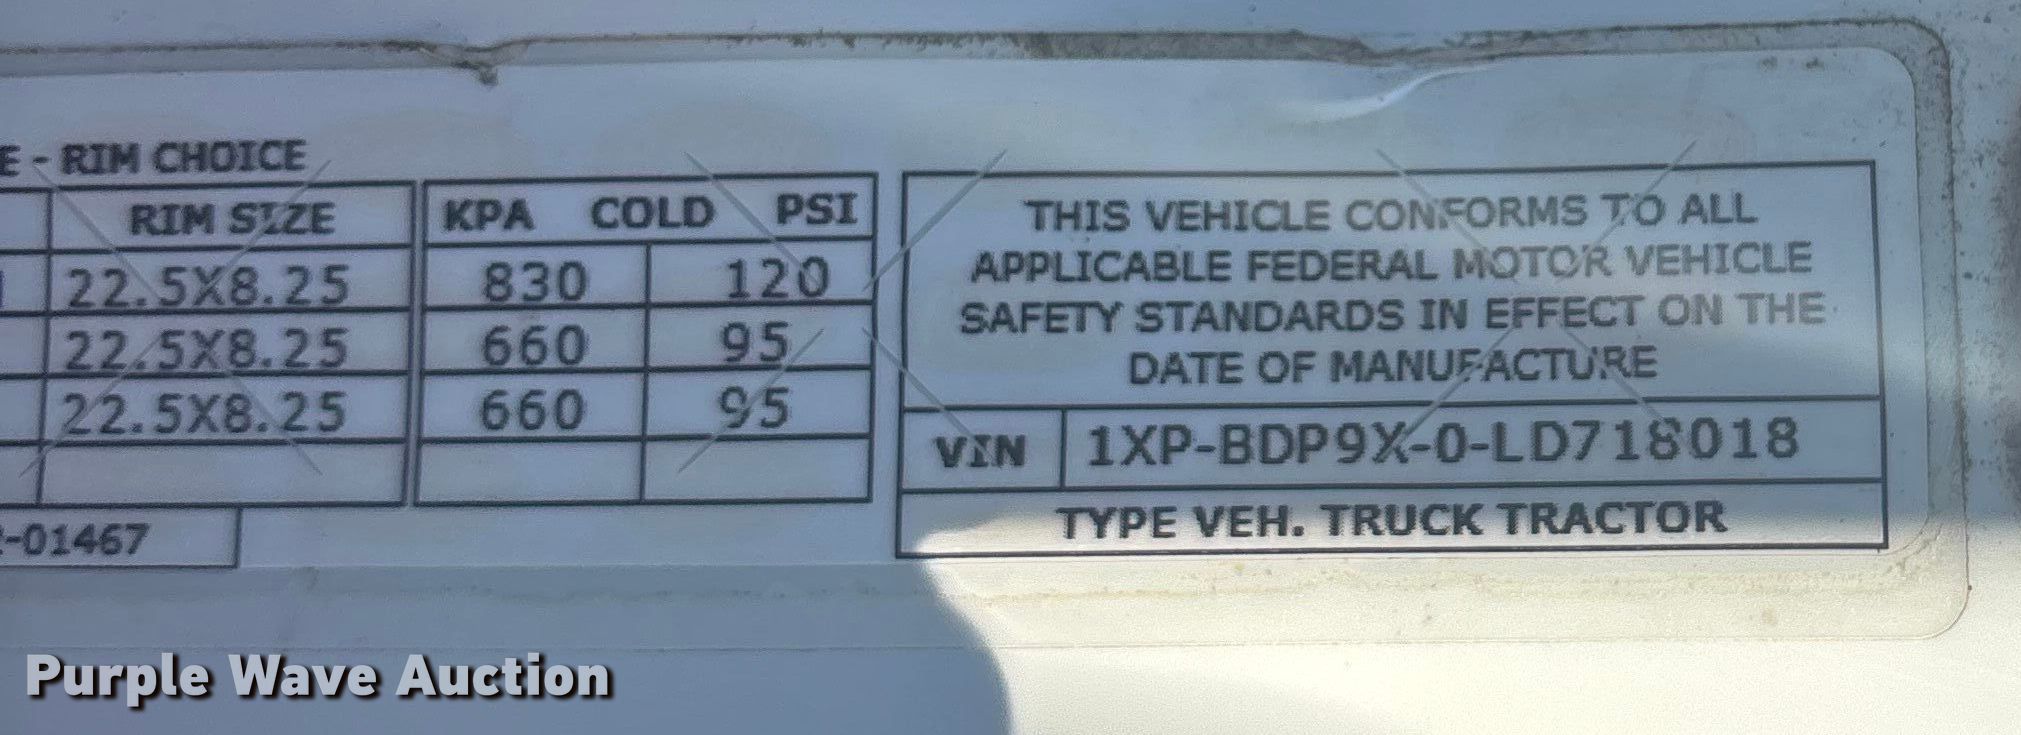 E - RIM CHOICE
RIM SIZE KPA COLD PSI
22.5X8.25 830 120
22.5X8.25 660 95
22.5X8.25 660 95
-01467
THIS VEHICLE CONFORMS TO ALL
APPLICABLE FEDERAL MOTOR VEHICLE
SAFETY STANDARDS IN EFFECT ON THE
DATE OF MANUFACTURE
VIN 1XP-BDP9X-0-LD718018
TYPE VEH. TRUCK TRACTOR
Purple Wave Auction